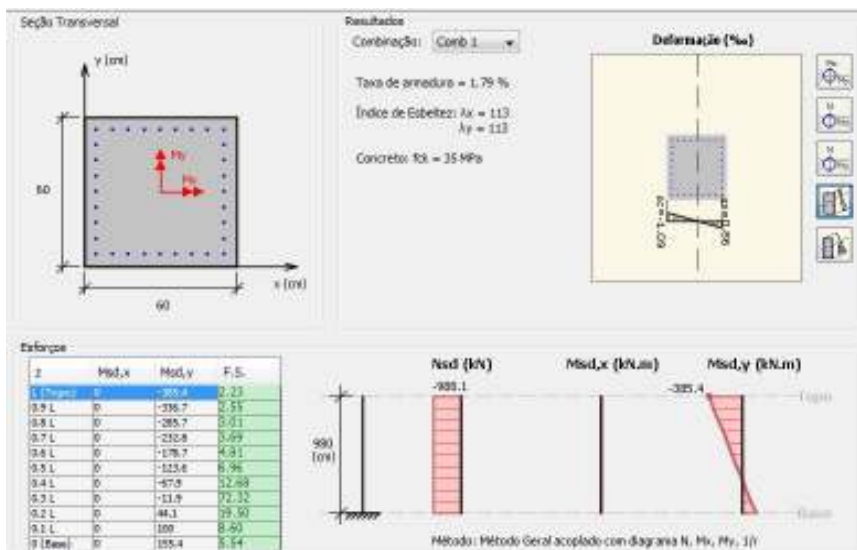 Seção Transversal
y (cm)
My
Mx
60
x (cm)
60
Resultados
Combinação: Comb 1
Taxa de armadura = 1.79 %
Índice de Esbeltez: λx = 113
λy = 113
Concreto: fck = 35 MPa
Deformação (‰)
εc=-1.09
Esforços
z Msd,x Msd,y F.S.
L (Topo) 0 -385.4 2.23
0.9 L 0 -336.7 2.55
0.8 L 0 -285.7 3.01
0.7 L 0 -232.8 3.69
0.6 L 0 -178.7 4.81
0.5 L 0 -123.6 6.96
0.4 L 0 -67.9 12.68
0.3 L 0 -11.9 72.32
0.2 L 0 44.1 19.50
0.1 L 0 100 8.60
0 (Base) 0 155.4 5.54
Nsd (kN)
Msd,x (kN.m)
Msd,y (kN.m)
-988.1
-385.4
Topo
980
(cm)
Base
Método: Método Geral acoplado com diagrama N, Mx, My, 1/r